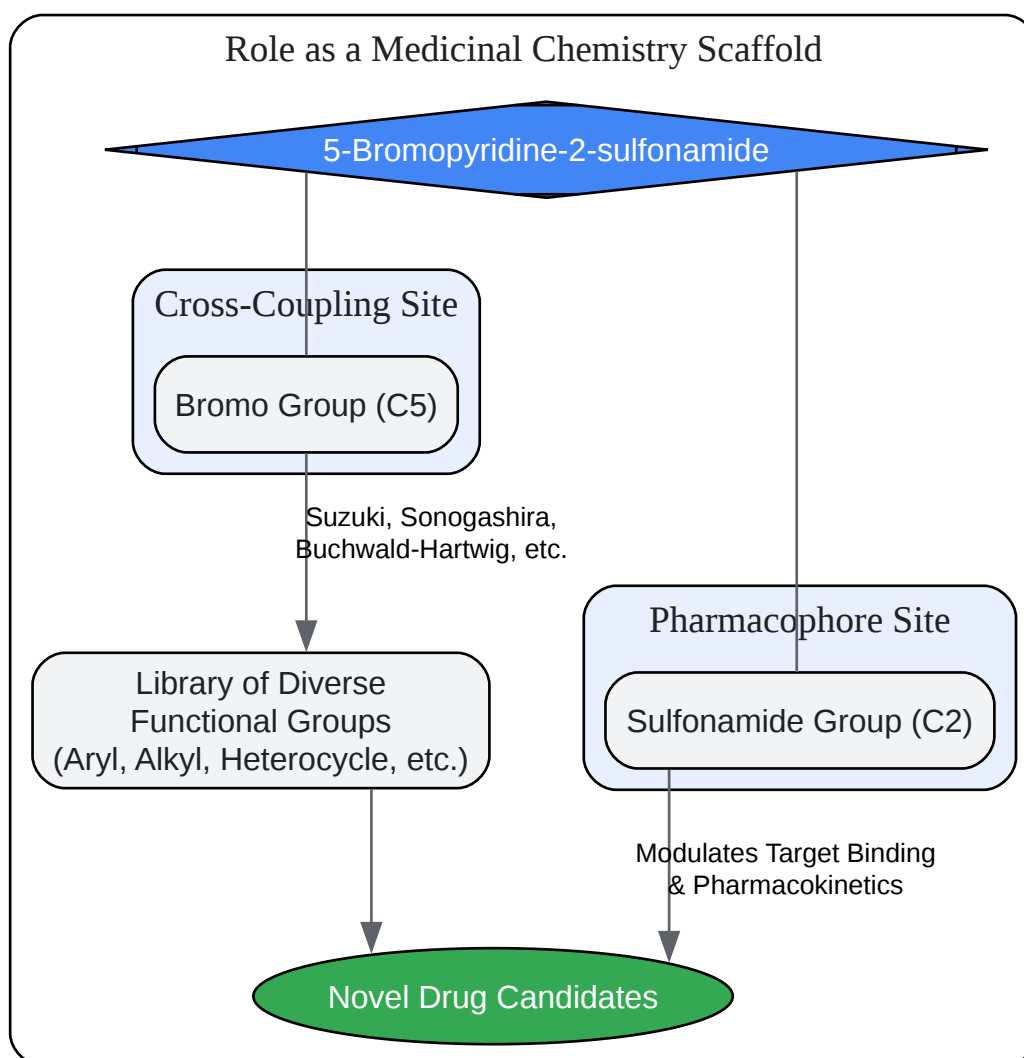 Role as a Medicinal Chemistry Scaffold
5-Bromopyridine-2-sulfonamide
Cross-Coupling Site
Bromo Group (C5)
Suzuki, Sonogashira,
Buchwald-Hartwig, etc.
Pharmacophore Site
Sulfonamide Group (C2)
Library of Diverse
Functional Groups
(Aryl, Alkyl, Heterocycle, etc.)
Modulates Target Binding
& Pharmacokinetics
Novel Drug Candidates